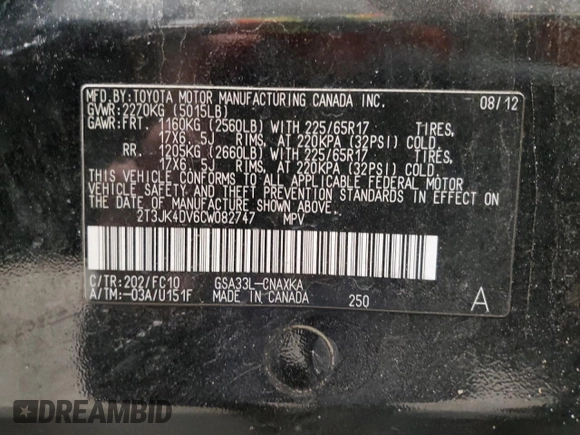 MFD.BY:TOYOTA MOTOR MANUFACTURING CANADA INC. 08/12
GVWR:2270KG (5015LB)
GAWR:FRT 1160KG (2560LB) WITH 225/65R17 TIRES,
17X6.5J RIMS, AT 220KPA (32PSI) COLD
RR. 1205KG (2660LB) WITH 225/65R17 TIRES,
17X6.5J RIMS, AT 220KPA (32PSI) COLD
THIS VEHICLE CONFORMS TO ALL APPLICABLE FEDERAL MOTOR
VEHICLE SAFETY AND THEFT PREVENTION STANDARDS IN EFFECT ON
THE DATE OF MANUFACTURE SHOWN ABOVE.
2T3JK4DV6CW082747 MPV
C/TR:202/FC10 GSA33L-CNAXKA
A/TM:-03A/U151F MADE IN CANADA 250 A
DREAMBID